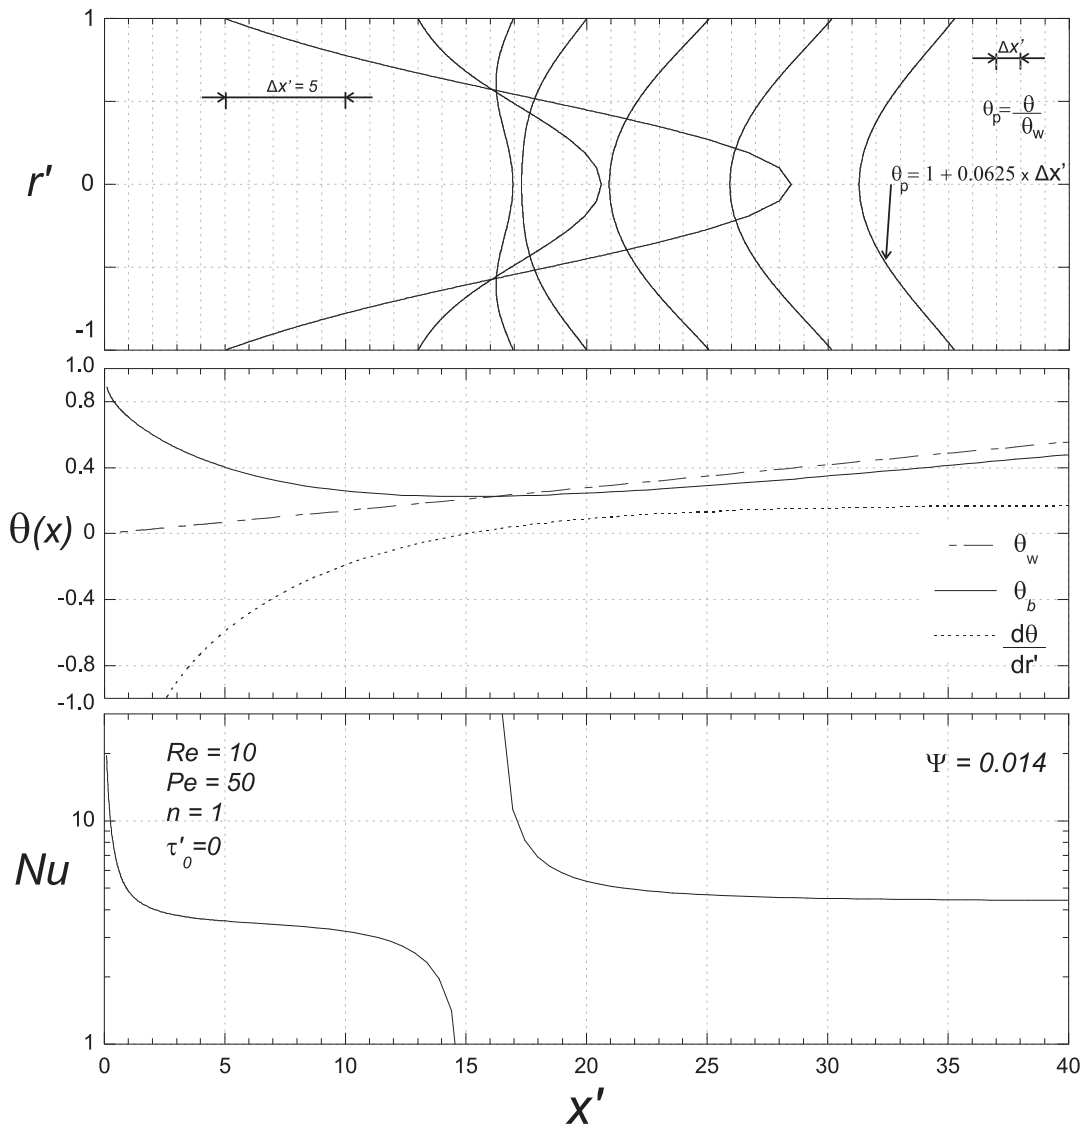 1
Δx'
Δx' = 5
θp = θ/θw
r'
0
θp = 1 + 0.0625 x Δx'
-1
1.0
0.8
0.4
θ(x)
0
θw
-0.4
θb
dθ/dr'
-0.8
-1.0
Re = 10
Ψ = 0.014
Pe = 50
n = 1
10
τ'0=0
Nu
1
0 5 10 15 20 25 30 35 40
x'